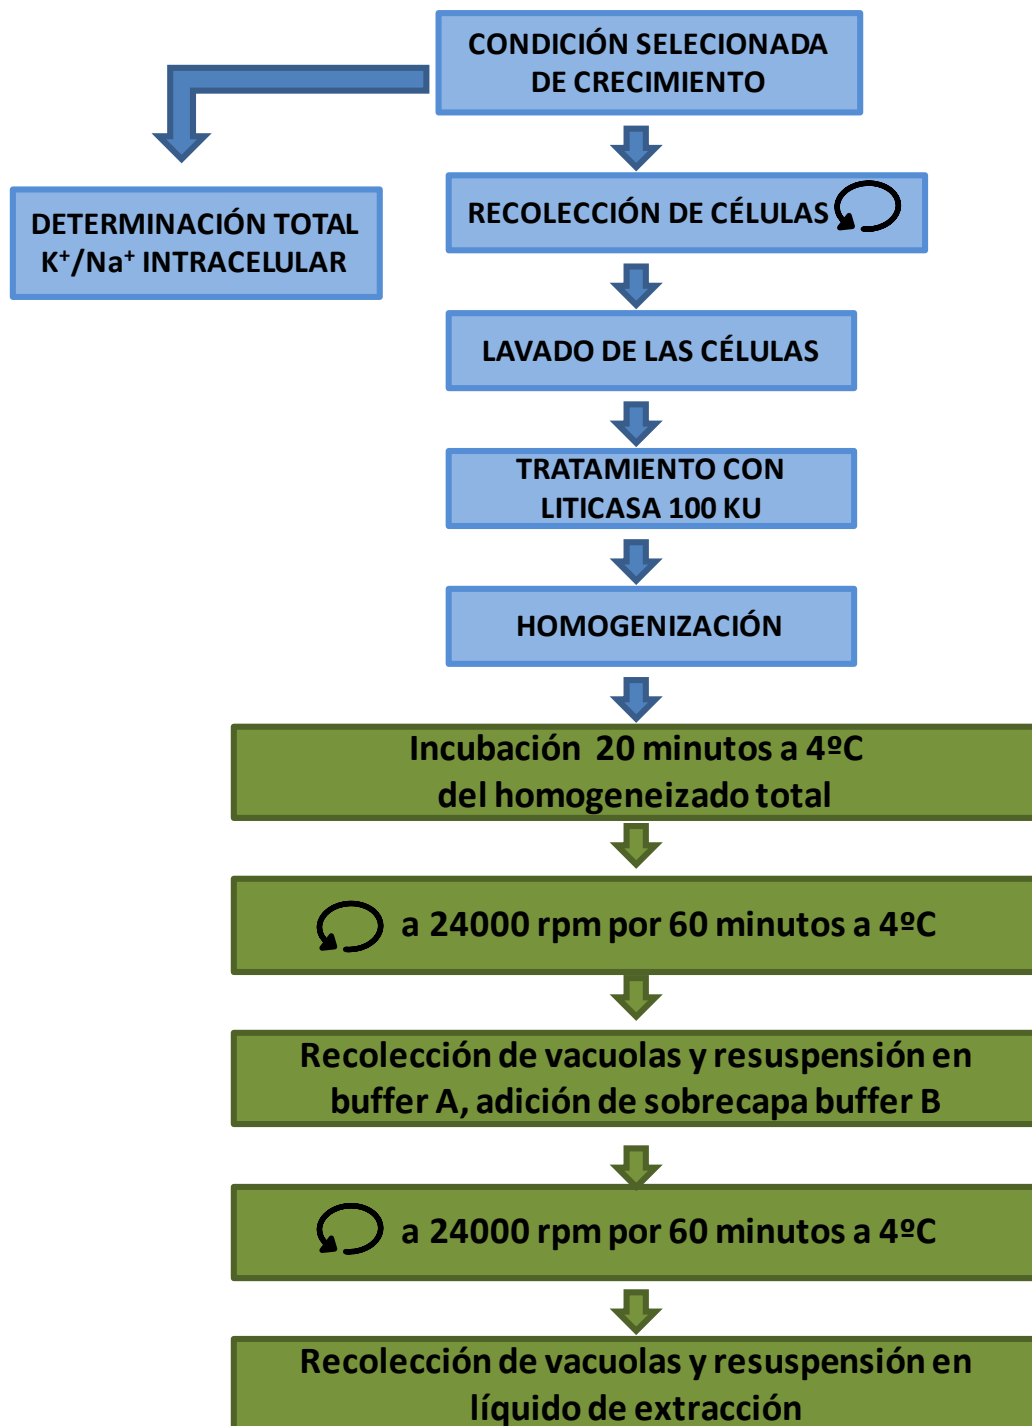 CONDICIÓN SELECIONADA
DE CRECIMIENTO
DETERMINACIÓN TOTAL
K⁺/Na⁺ INTRACELULAR
RECOLECCIÓN DE CÉLULAS
LAVADO DE LAS CÉLULAS
TRATAMIENTO CON
LITICASA 100 KU
HOMOGENIZACIÓN
Incubación 20 minutos a 4ºC
del homogeneizado total
a 24000 rpm por 60 minutos a 4ºC
Recolección de vacuolas y resuspensión en
buffer A, adición de sobrecapa buffer B
a 24000 rpm por 60 minutos a 4ºC
Recolección de vacuolas y resuspensión en
líquido de extracción